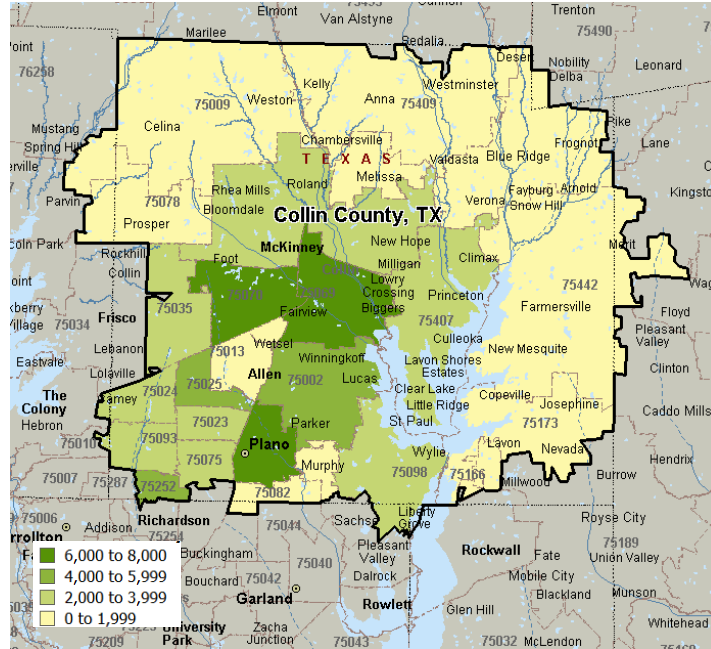 75495
Cunnon
Elmont
Van Alstyne
Trenton
75490
Marilee
Sedalia
Point
76258
Desert
Nobility
Delba
Leonard
Kelly
Westminster
75009
Weston
Anna
75409
Pike
Mustang
Celina
Spring Hill
Chambersville
Frognot
Lane
TEXAS
Valdasta
Blue Ridge
Melissa
Roland
Rhea Mills
Fayburg
Arnold
Kingston
Parvin
75078
Bloomdale
Verona
Snow Hill
Prosper
Collin County, TX
McKinney
New Hope
Merit
Rockhill
Foot
Climax
Milligan
Collin
Lowry
75442
75070
75069
Crossing
Princeton
75035
Fairview
Biggers
Farmersville
Floyd
Village
75034
Frisco
75407
Pleasant
Valley
Wetsel
Culleoka
Lebanon
75013
Winningkoff
New Mesquite
Eastvale
Lavon Shores
Estates
Clinton
Lolaville
Allen
75002
Lucas
The
Colony
75024
75025
Clear Lake
Copeville
Josephine
Hebron
Little Ridge
Caddo Mills
75023
Parker
St Paul
75173
75010
75093
Plano
Lavon
Wylie
Nevada
75075
Murphy
75098
75166
Hendrix
75007
75287
75252
75082
Millwood
Burrow
75006
Richardson
Sachse
Liberty
Grove
Royse City
Addison
75254
75044
Pleasant
Valley
75189
Buckingham
75040
Rockwall
Fate
Union Valley
Bouchard
75042
Dalrock
Mobile City
Munson
Garland
Rowlett
Blackland
Glen Hill
University
Park
Zacha
Junction
Whitehead
75209
75043
75032
McLendon
6,000 to 8,000
4,000 to 5,999
2,000 to 3,999
0 to 1,999